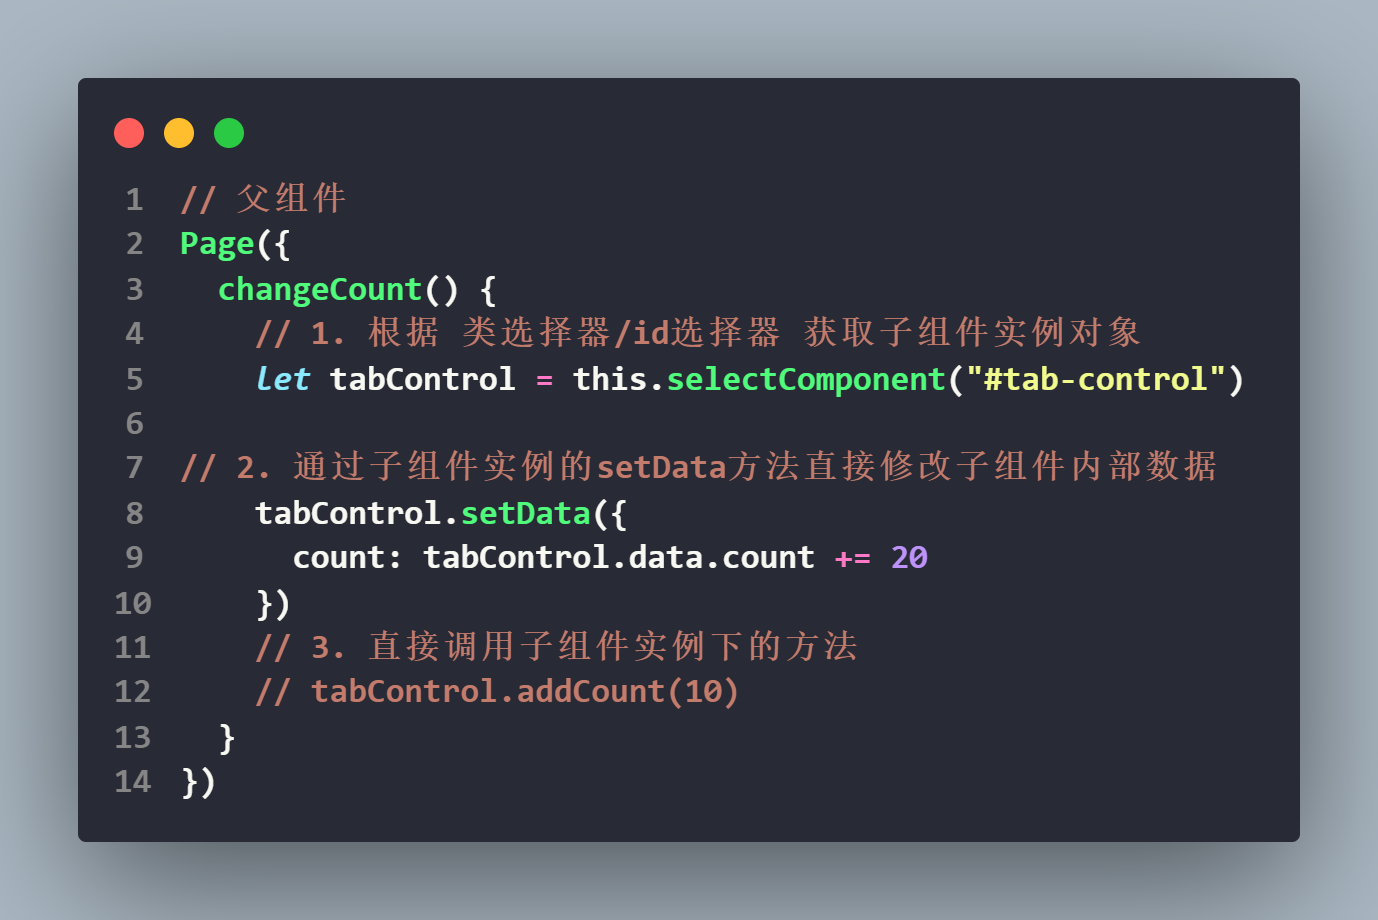 1 // 父组件
2 Page({
3   changeCount() {
4     // 1. 根据 类选择器/id选择器 获取子组件实例对象
5     let tabControl = this.selectComponent("#tab-control")
6
7 // 2. 通过子组件实例的setData方法直接修改子组件内部数据
8     tabControl.setData({
9       count: tabControl.data.count += 20
10     })
11     // 3. 直接调用子组件实例下的方法
12     // tabControl.addCount(10)
13   }
14 })